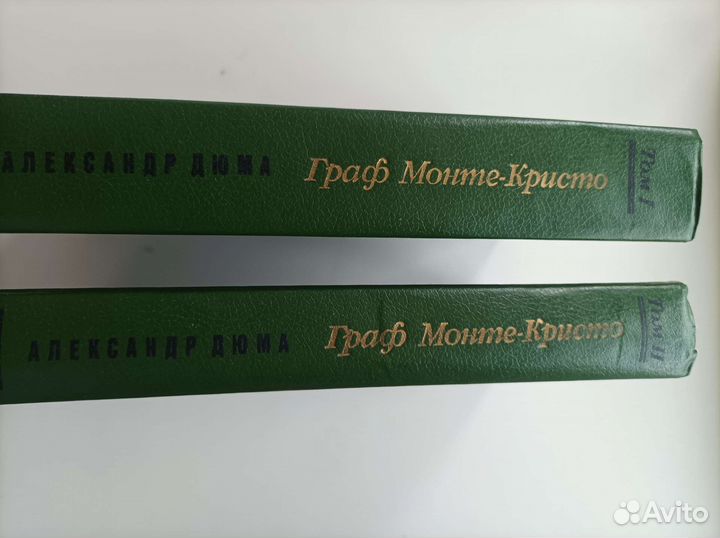 АЛЕКСАНДР ДЮМА Граф Монте-Кристо Том I
АЛЕКСАНДР ДЮМА Граф Монте-Кристо Том II
Avito